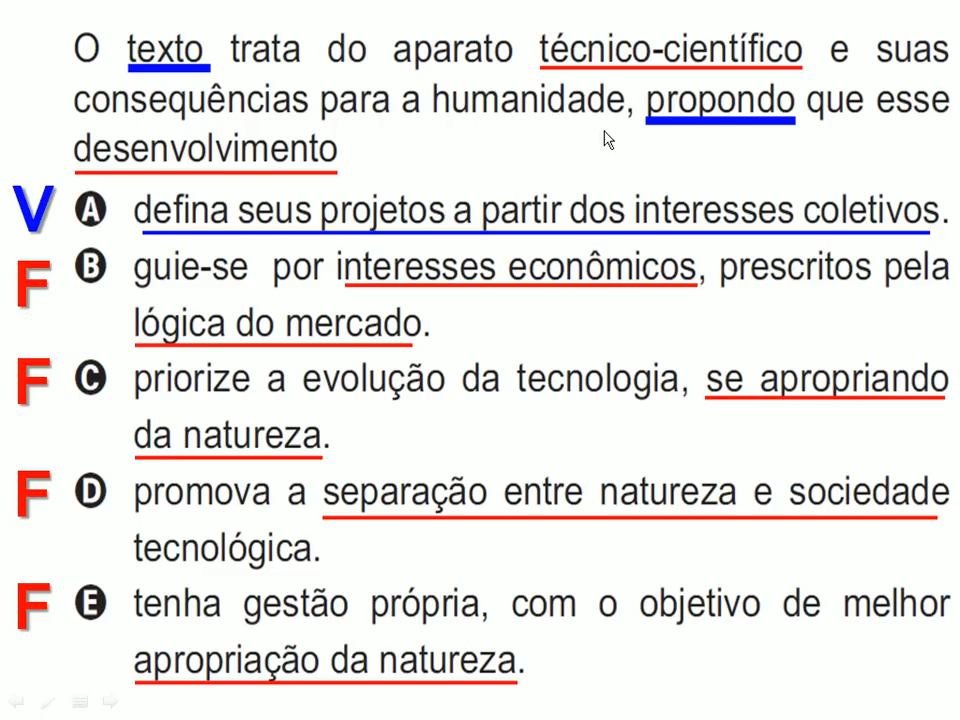 O texto trata do aparato técnico-científico e suas
consequências para a humanidade, propondo que esse
desenvolvimento
V A defina seus projetos a partir dos interesses coletivos.
F B guie-se por interesses econômicos, prescritos pela
lógica do mercado.
F C priorize a evolução da tecnologia, se apropriando
da natureza.
F D promova a separação entre natureza e sociedade
tecnológica.
F E tenha gestão própria, com o objetivo de melhor
apropriação da natureza.